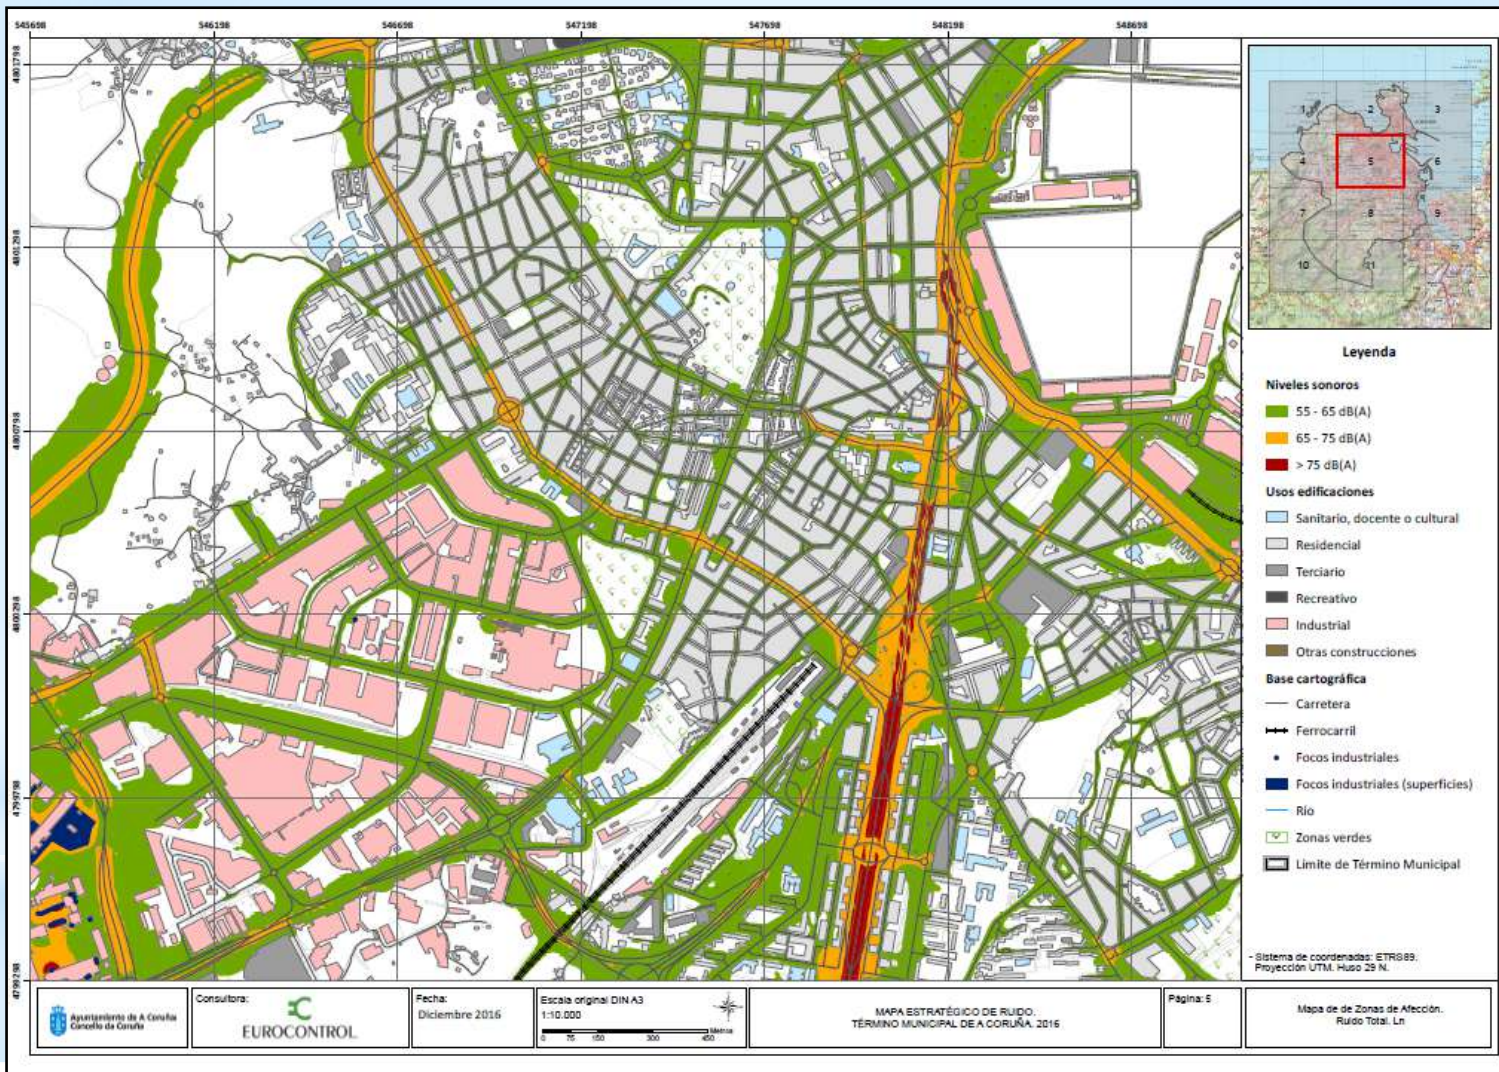 545698 546198 546698 547198 547698 548198 548698
4801798
4801298
4800798
4800298
4799798
4799298
1 2 3
4 5 6
7 8 9
10 11
Leyenda
Niveles sonoros
55 - 65 dB(A)
65 - 75 dB(A)
> 75 dB(A)
Usos edificaciones
Sanitario, docente o cultural
Residencial
Terciario
Recreativo
Industrial
Otras construcciones
Base cartográfica
Carretera
Ferrocarril
Focos industriales
Focos industriales (superficies)
Río
Zonas verdes
Limite de Término Municipal
- Sistema de coordenadas: ETRS89.
Proyección UTM. Huso 29 N.
Ayuntamiento de A Coruña
Concello da Coruña
Consultora:
EUROCONTROL
Fecha:
Diciembre 2016
Escala original DIN A3
1:10.000
Metros
0 75 150 300 450
MAPA ESTRATÉGICO DE RUIDO.
TÉRMINO MUNICIPAL DE A CORUÑA. 2016
Página: 5
Mapa de de Zonas de Afección.
Ruido Total. Ln